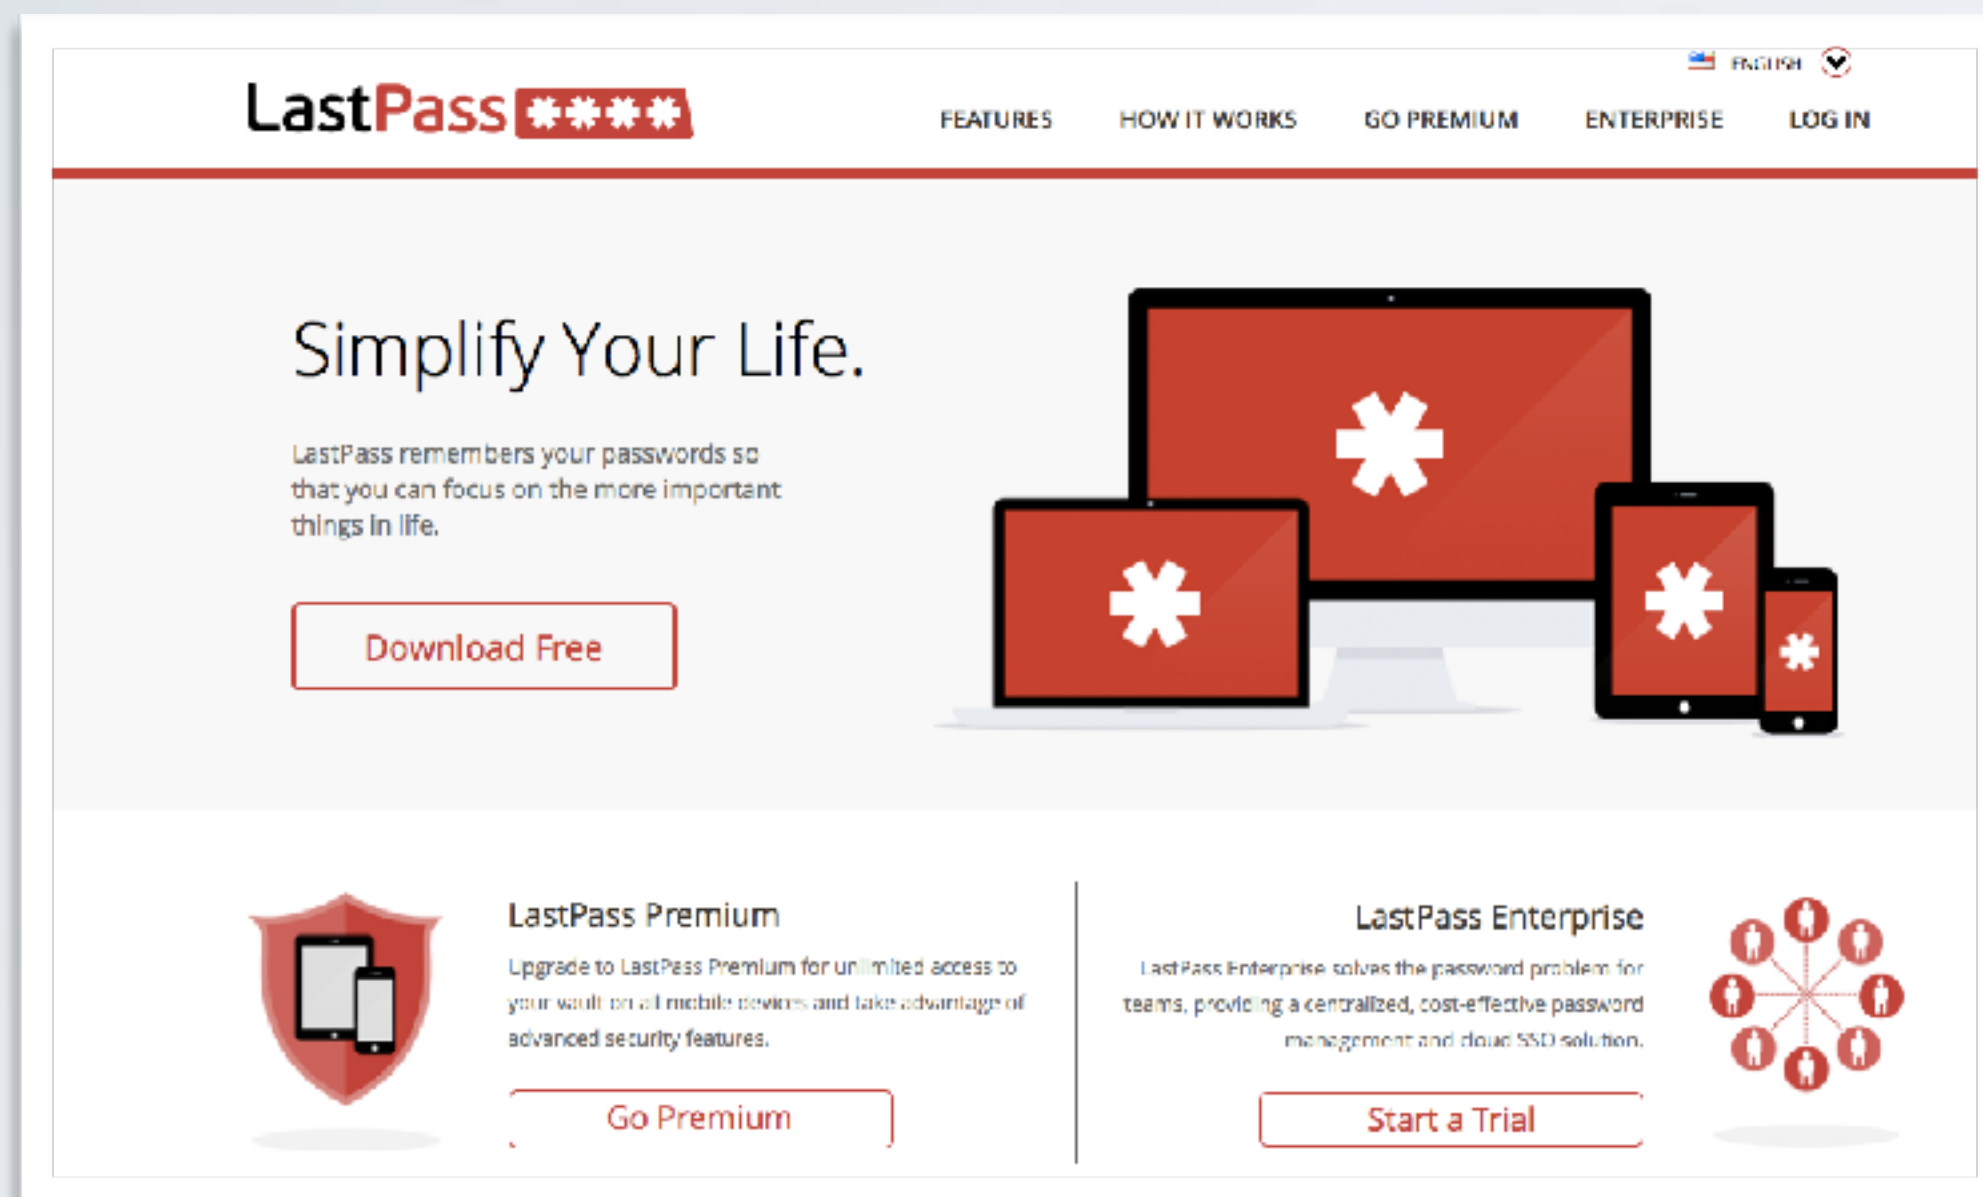 ENGLISH
LastPass ****
FEATURES HOW IT WORKS GO PREMIUM ENTERPRISE LOG IN
Simplify Your Life.
LastPass remembers your passwords so
that you can focus on the more important
things in life.
Download Free
LastPass Premium
Upgrade to LastPass Premium for unlimited access to
your vault on all mobile devices and take advantage of
advanced security features.
Go Premium
LastPass Enterprise
LastPass Enterprise solves the password problem for
teams, providing a centralized, cost-effective password
management and cloud SSO solution.
Start a Trial